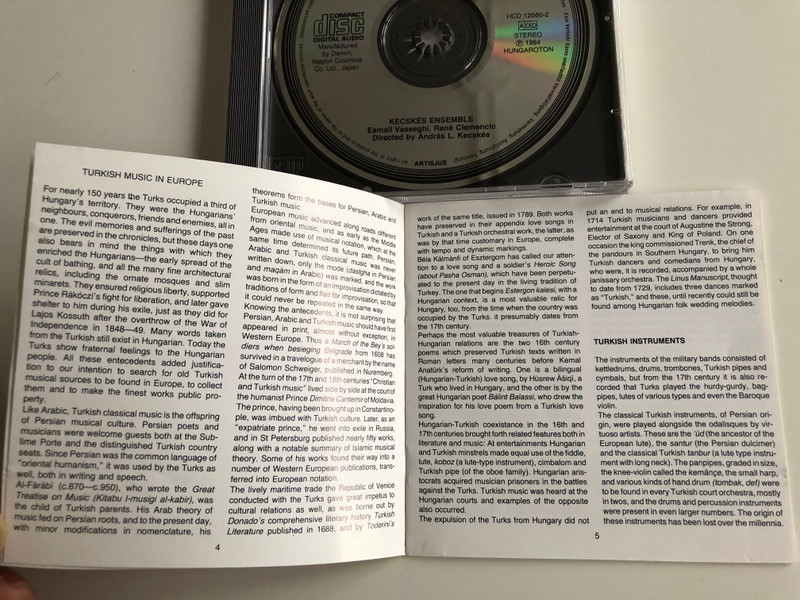 COMPACT
disc
DIGITAL AUDIO
Manufactured
by Denon,
Nippon Columbia
Co. Ltd., Japan
HCD 12560-2
ADD
STEREO
℗ 1984
HUNGAROTON
KECSKÉS ENSEMBLE
Esmail Vasseghi, René Clemencic
Directed by András L. Kecskés
ARTISJUS
TURKISH MUSIC IN EUROPE
For nearly 150 years the Turks occupied a third of
Hungary's territory. They were the Hungarians'
neighbours, conquerors, friends and enemies, all in
one. The evil memories and sufferings of the past
are preserved in the chronicles, but these days one
also bears in mind the things with which they
enriched the Hungarians—the early spread of the
cult of bathing, and all the many fine architectural
relics, including the ornate mosques and slim
minarets. They ensured religious liberty, supported
Prince Rákóczi's fight for liberation, and later gave
shelter to him during his exile, just as they did for
Lajos Kossuth after the overthrow of the War of
Independence in 1848—49. Many words taken
from the Turkish still exist in Hungarian. Today the
Turks show fraternal feelings to the Hungarian
people. All these entecedents added justifica-
tion to our intention to search for old Turkish
musical sources to be found in Europe, to collect
them and to make the finest works public pro-
perty.
Like Arabic, Turkish classical music is the offspring
of Persian musical culture. Persian poets and
musicians were welcome guests both at the Sub-
lime Porte and the distinguished Turkish country
seats. Since Persian was the common language of
"oriental humanism," it was used by the Turks as
well, both in writing and speech.
Al-Fārābī (c.870—c.950), who wrote the Great
Treatise on Music (Kitabu l-musigi al-kabir), was
the child of Turkish parents. His Arab theory of
music fed on Persian roots, and to the present day,
with minor modifications in nomenclature, his
4
theorems form the bases for Persian, Arabic and
Turkish music.
European music advanced along roads different
from oriental music, and as early as the Middle
Ages made use of musical notation, which at the
same time determined its future path. Persian,
Arabic and Turkish classical music was never
written down, only the mode (dastgha in Persian
and maqām in Arabic) was marked, and the work
was born in the form of an improvisation dictated by
traditions of form and flair for improvisation, so that
it could never be repeated in the same way.
Knowing the antecedents, it is not surprising that
Persian, Arabic and Turkish music should have first
appeared in print, almost without exception, in
Western Europe. Thus a March of the Bey's sol-
diers when besieging Belgrade from 1608 has
survived in a travelogue of a merchant by the name
of Salomon Schweiger, published in Nuremberg.
At the turn of the 17th and 18th centuries "Christian
and Turkish music" lived side by side at the court of
the humanist Prince Dimitrie Cantemir of Moldava.
The prince, having been brought up in Constantino-
ple, was imbued with Turkish culture. Later, as an
"expatriate prince," he went into exile in Russia,
and in St Petersburg published nearly fifty works,
along with a notable summary of Islamic musical
theory. Some of his works found their way into a
number of Western European publications, trans-
ferred into European notation.
The lively maritime trade the Republic of Venice
conducted with the Turks gave great impetus to
cultural relations as well, as was borne out by
Donado's comprehensive literary history Turkish
Literature published in 1688, and by Toderini's
work of the same title, issued in 1789. Both works
have preserved in their appendix love songs in
Turkish and a Turkish orchestral work, the latter, as
was by that time customary in Europe, complete
with tempo and dynamic markings.
Béla Kálmánfi of Esztergom has called our atten-
tion to a love song and a soldier's Heroic Song
(about Pasha Osman), which have been perpetu-
ated to the present day in the living tradition of
Turkey. The one that begins Estergon kalesi, with a
Hungarian context, is a most valuable relic for
Hungary, too, from the time when the country was
occupied by the Turks. It presumably dates from
the 17th century.
Perhaps the most valuable treasures of Turkish-
Hungarian relations are the two 16th century
poems which preserved Turkish texts written in
Roman letters many centuries before Kemal
Anatürk's reform of writing. One is a bilingual
(Hungarian-Turkish) love song, by Hüsrew Âdiqî, a
Turk who lived in Hungary, and the other is by the
great Hungarian poet Bálint Balassi, who drew the
inspiration for his love poem from a Turkish love
song.
Hungarian-Turkish coexistance in the 16th and
17th centuries brought forth related features both in
literature and music: At entertainments Hungarian
and Turkish minstrels made equal use of the fiddle,
lute, koboz (a lute-type instrument), cimbalom and
Turkish pipe (of the oboe family). Hungarian aris-
tocrats acquired musician prisoners in the battles
against the Turks. Turkish music was heard at the
Hungarian courts and examples of the opposite
also occurred.
The expulsion of the Turks from Hungary did not
put an end to musical relations. For example, in
1714 Turkish musicians and dancers provided
entertainment at the court of Augustine the Strong,
Elector of Saxony and King of Poland. On one
occasion the king commissioned Trenk, the chief of
the pandours in Southern Hungary, to bring him
Turkish dancers and comedians from Hungary,
who were, it is recorded, accompanied by a whole
janissary orchestra. The Linus Manuscript, thought
to date from 1729, includes three dances marked
as "Turkish," and these, until recently could still be
found among Hungarian folk wedding melodies.
TURKISH INSTRUMENTS
The instruments of the military bands consisted of
kettledrums, drums, trombones, Turkish pipes and
cymbals, but from the 17th century it is also re-
corded that Turks played the hurdy-gurdy, bag-
pipes, lutes of various types and even the Baroque
violin.
The classical Turkish instruments, of Persian ori-
gin, were played alongside the odalisques by vir-
tuoso artists. These are the 'ūd (the ancestor of the
European lute), the santur (the Persian dulcimer)
and the classical Turkish tanbur (a lute type instru-
ment with long neck). The panpipes, graded in size,
the knee-violin called the kemânçe, the small harp,
and various kinds of hand drum (tombak, def) were
to be found in every Turkish court orchestra, mostly
in twos, and the drums and percussion instruments
were present in even larger numbers. The origin of
these instruments has been lost over the millennia.
5